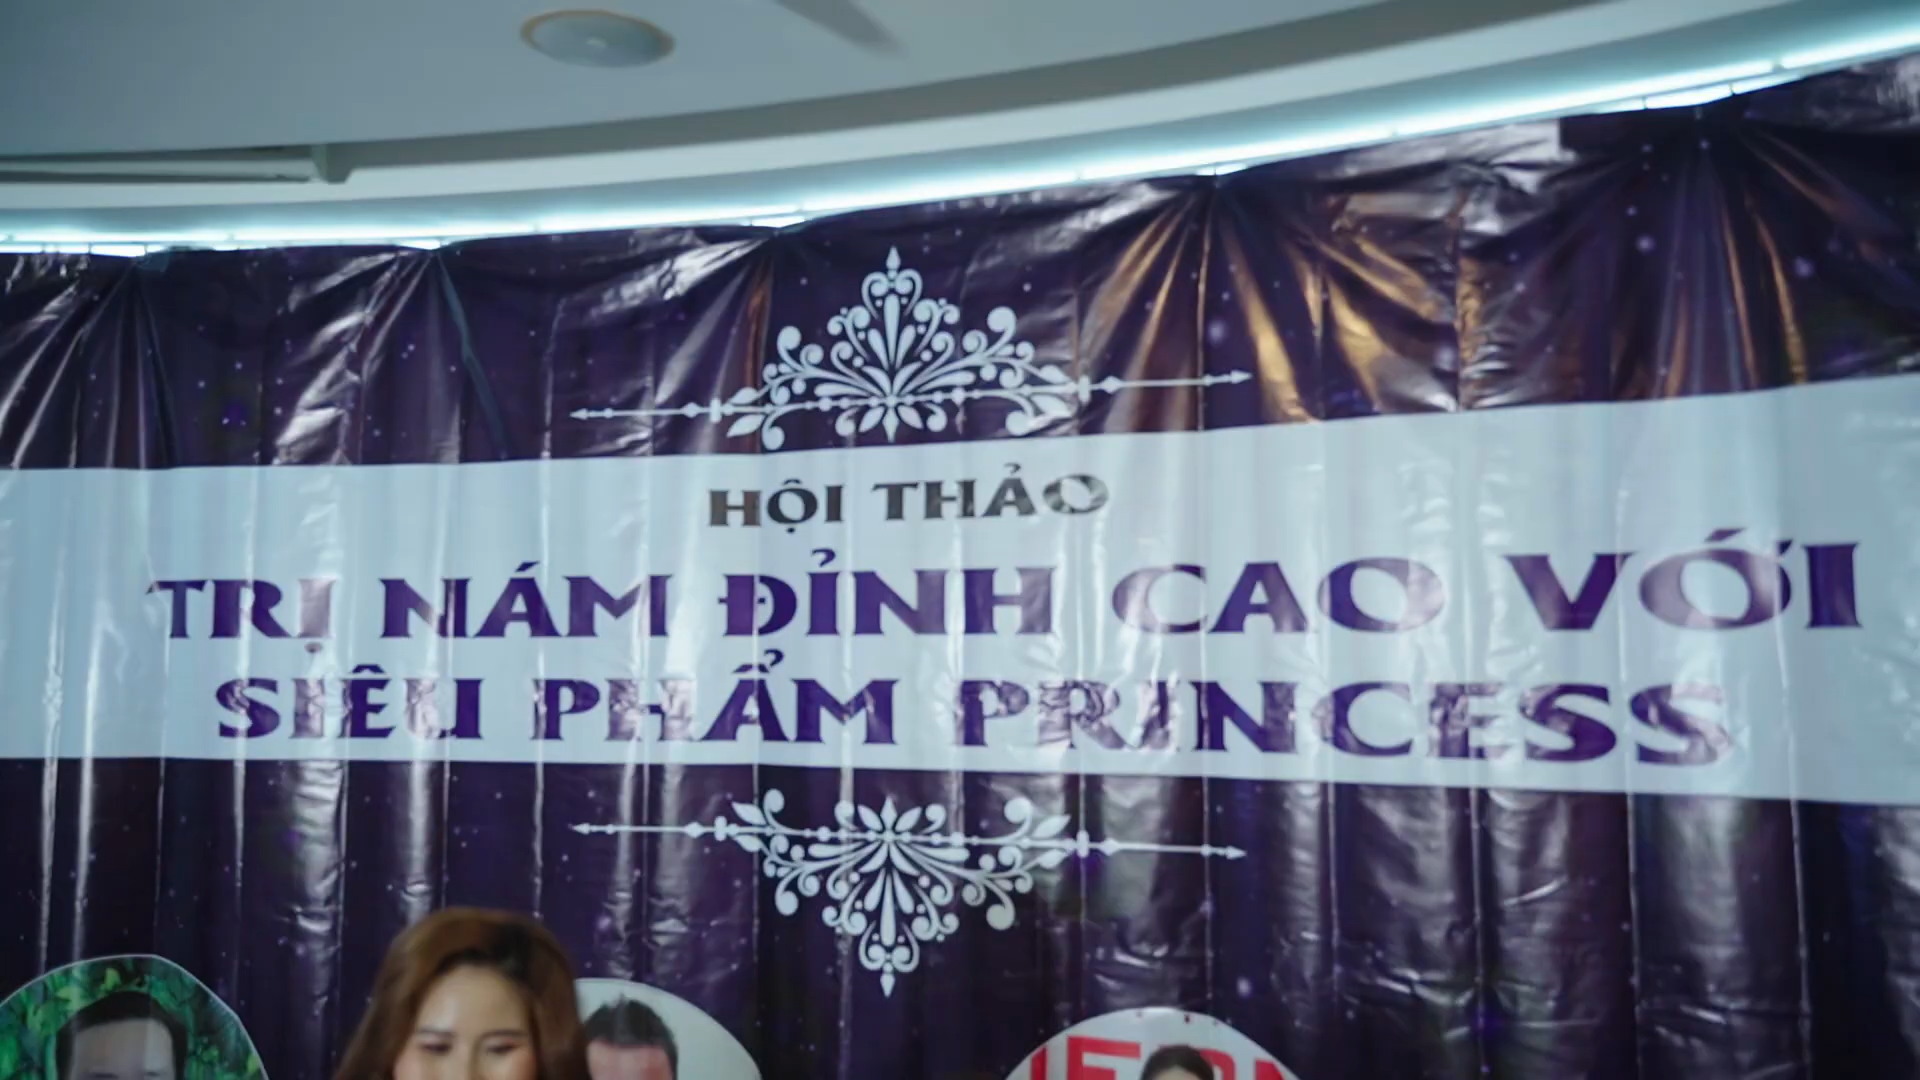 HỘI THẢO
TRỊ NÁM ĐỈNH CAO VỚI
SIÊU PHẨM PRINCESS